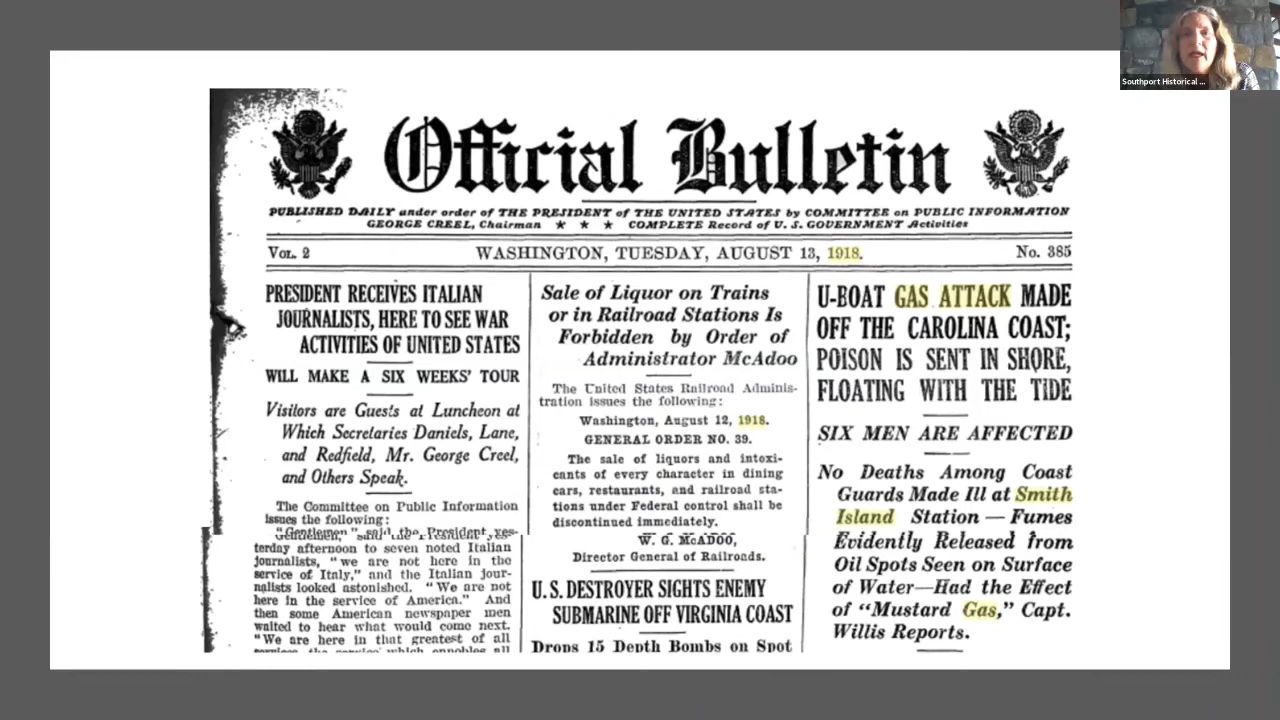 Official Bulletin
PUBLISHED DAILY under order of THE PRESIDENT of THE UNITED STATES by COMMITTEE on PUBLIC INFORMATION
GEORGE CREEL, Chairman ★ ★ ★ COMPLETE Record of U. S. GOVERNMENT Activities
VOL. 2 WASHINGTON, TUESDAY, AUGUST 13, 1918. No. 385
PRESIDENT RECEIVES ITALIAN
JOURNALISTS, HERE TO SEE WAR
ACTIVITIES OF UNITED STATES
WILL MAKE A SIX WEEKS' TOUR
Visitors are Guests at Luncheon at
Which Secretaries Daniels, Lane,
and Redfield, Mr. George Creel,
and Others Speak.
The Committee on Public Information
issues the following:
"Gentlemen," said the President yes-
terday afternoon to seven noted Italian
journalists, "we are not here in the
service of Italy," and the Italian jour-
nalists looked astonished. "We are not
here in the service of America." And
then some American newspaper men
waited to hear what would come next.
"We are here in that greatest of all
services, the service which ennobles all
Sale of Liquor on Trains
or in Railroad Stations Is
Forbidden by Order of
Administrator McAdoo
The United States Railroad Adminis-
tration issues the following:
Washington, August 12, 1918.
GENERAL ORDER NO. 39.
The sale of liquors and intoxi-
cants of every character in dining
cars, restaurants, and railroad sta-
tions under Federal control shall be
discontinued immediately.
W. G. McADOO,
Director General of Railroads.
U. S. DESTROYER SIGHTS ENEMY
SUBMARINE OFF VIRGINIA COAST
Drops 15 Depth Bombs on Spot
U-BOAT GAS ATTACK MADE
OFF THE CAROLINA COAST;
POISON IS SENT IN SHORE,
FLOATING WITH THE TIDE
SIX MEN ARE AFFECTED
No Deaths Among Coast
Guards Made Ill at Smith
Island Station — Fumes
Evidently Released from
Oil Spots Seen on Surface
of Water—Had the Effect
of "Mustard Gas," Capt.
Willis Reports.
Southport Historical ...